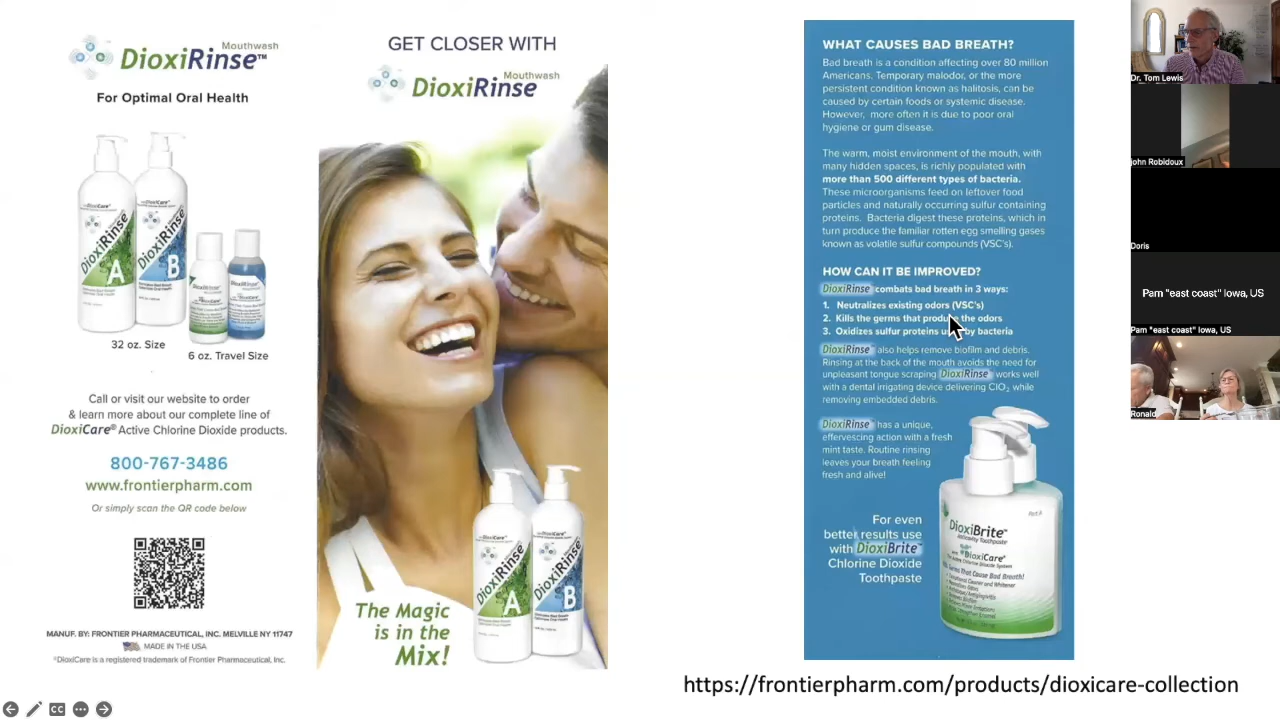 Mouthwash
DioxiRinse™
For Optimal Oral Health
DioxiRinse
A
DioxiRinse
B
32 oz. Size
6 oz. Travel Size
Call or visit our website to order
& learn more about our complete line of
DioxiCare® Active Chlorine Dioxide products.
800-767-3486
www.frontierpharm.com
Or simply scan the QR code below
MANUF. BY: FRONTIER PHARMACEUTICAL, INC. MELVILLE NY 11747
MADE IN THE USA
®DioxiCare is a registered trademark of Frontier Pharmaceutical, Inc.
GET CLOSER WITH
Mouthwash
DioxiRinse
The Magic
is in the
Mix!
DioxiRinse
A
DioxiRinse
B
WHAT CAUSES BAD BREATH?
Bad breath is a condition affecting over 80 million
Americans. Temporary malodor, or the more
persistent condition known as halitosis, can be
caused by certain foods or systemic disease.
However, more often it is due to poor oral
hygiene or gum disease.
The warm, moist environment of the mouth, with
many hidden spaces, is richly populated with
more than 500 different types of bacteria.
These microorganisms feed on leftover food
particles and naturally occurring sulfur containing
proteins. Bacteria digest these proteins, which in
turn produce the familiar rotten egg smelling gases
known as volatile sulfur compounds (VSC's).
HOW CAN IT BE IMPROVED?
DioxiRinse combats bad breath in 3 ways:
1. Neutralizes existing odors (VSC's)
2. Kills the germs that produce the odors
3. Oxidizes sulfur proteins by bacteria
DioxiRinse also helps remove biofilm and debris.
Rinsing at the back of the mouth avoids the need for
unpleasant tongue scraping DioxiRinse works well
with a dental irrigating device delivering ClO₂ while
removing embedded debris.
DioxiRinse has a unique,
effervescing action with a fresh
mint taste. Routine rinsing
leaves your breath feeling
fresh and alive!
For even
better results use
with DioxiBrite™
Chlorine Dioxide
Toothpaste
Part A
DioxiBrite™
Toothpaste
DioxiCare®
https://frontierpharm.com/products/dioxicare-collection
Dr. Tom Lewis
john Robidoux
Doris
Pam "east coast" Iowa, US
Pam "east coast" Iowa, US
Ronald
CC